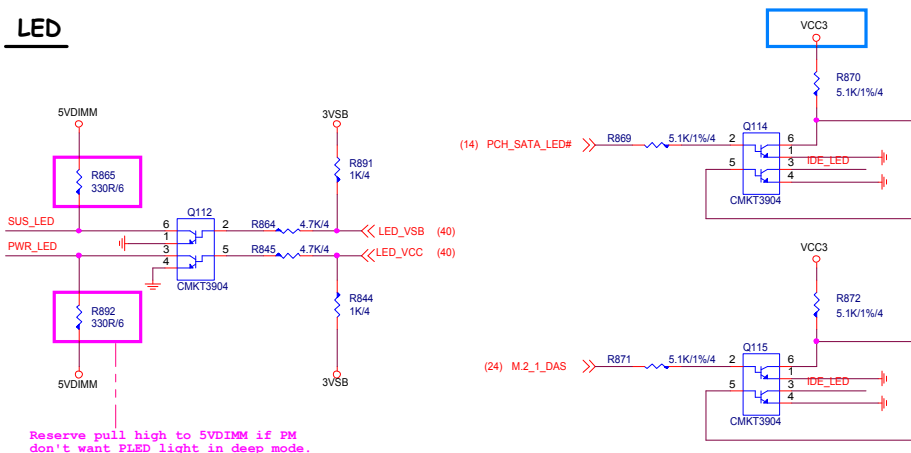 LED
5VDIMM
R865
330R/6
SUS_LED
PWR_LED
R892
330R/6
5VDIMM
Reserve pull high to 5VDIMM if PM
don't want PLED light in deep mode.
Q112
6
1
3
4
2
5
CMKT3904
R864
4.7K/4
R845
4.7K/4
3VSB
R891
1K/4
LED_VSB (40)
LED_VCC (40)
R844
1K/4
3VSB
VCC3
R870
5.1K/1%/4
(14) PCH_SATA_LED#
R869
5.1K/1%/4
Q114
2
5
6
1
3
4
IDE_LED
CMKT3904
VCC3
R872
5.1K/1%/4
(24) M.2_1_DAS
R871
5.1K/1%/4
Q115
2
5
6
1
3
4
IDE_LED
CMKT3904